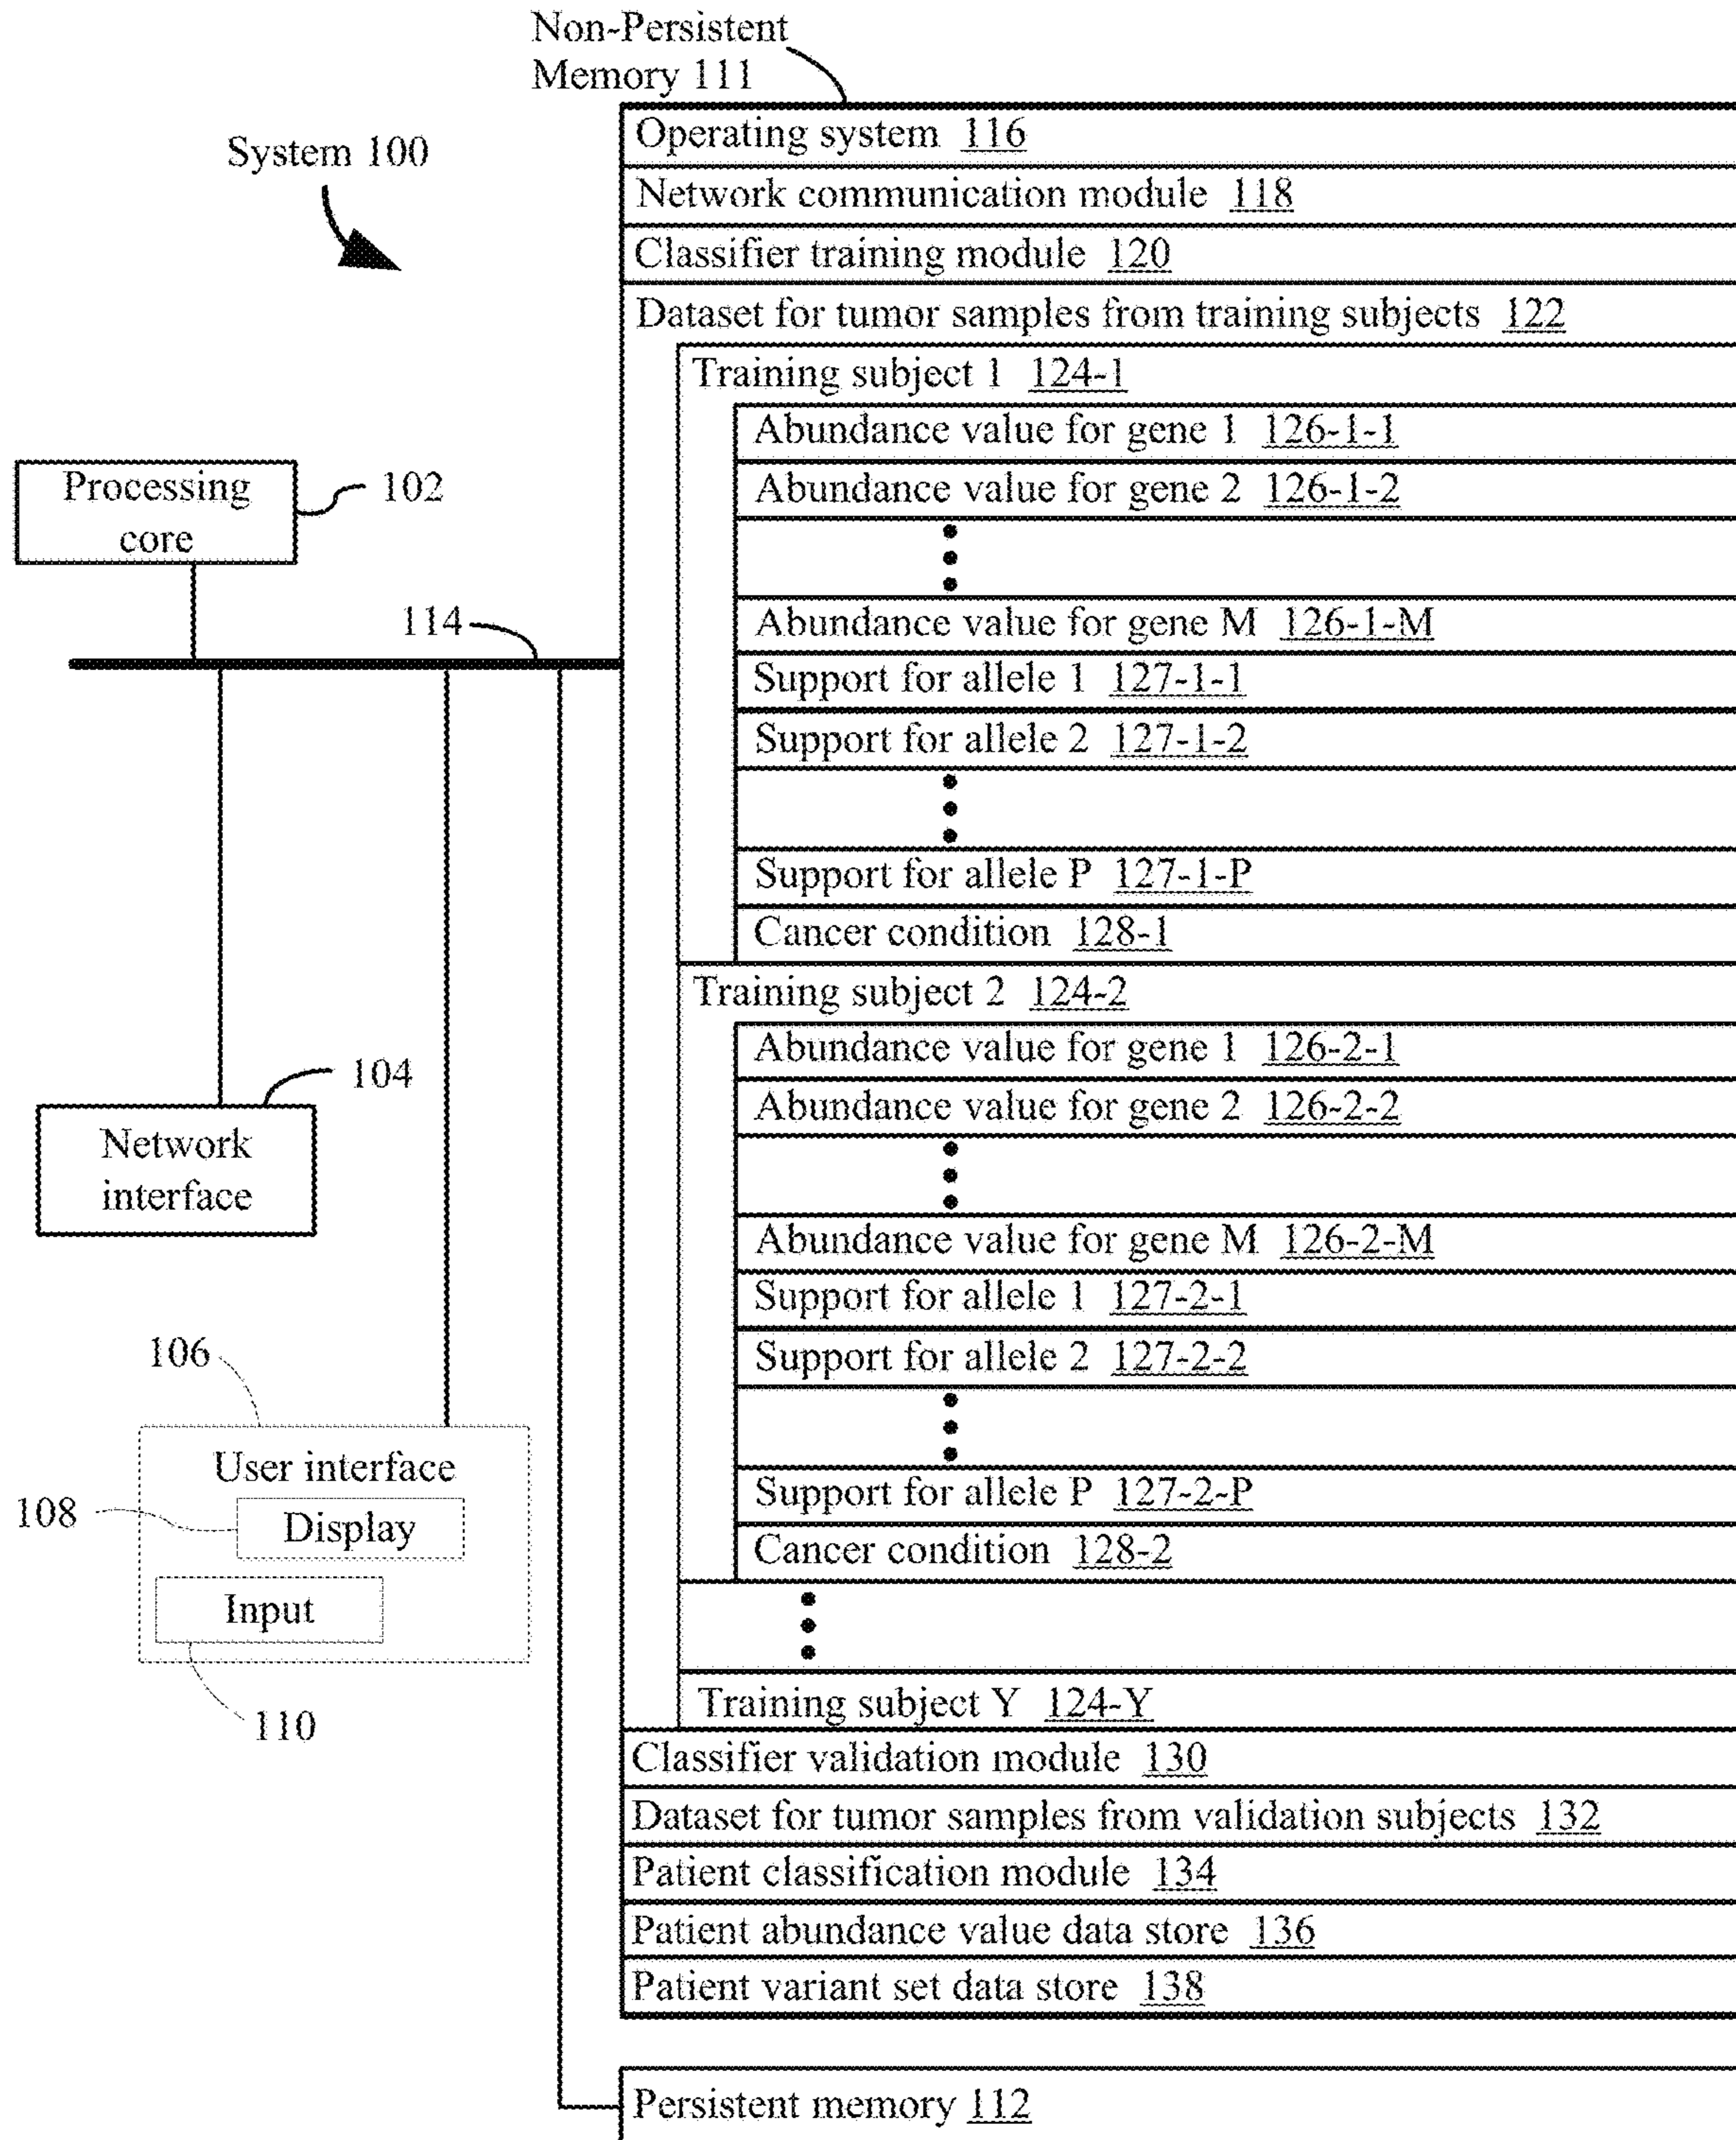 Non-Persistent
Memory 111
System 100
Operating system 116
Network communication module 118
Classifier training module 120
Dataset for tumor samples from training subjects 122
Training subject 1 124-1
Abundance value for gene 1 126-1-1
Abundance value for gene 2 126-1-2
Abundance value for gene M 126-1-M
Support for allele 1 127-1-1
Support for allele 2 127-1-2
Support for allele P 127-1-P
Cancer condition 128-1
Training subject 2 124-2
Abundance value for gene 1 126-2-1
Abundance value for gene 2 126-2-2
Abundance value for gene M 126-2-M
Support for allele 1 127-2-1
Support for allele 2 127-2-2
Support for allele P 127-2-P
Cancer condition 128-2
Training subject Y 124-Y
Classifier validation module 130
Dataset for tumor samples from validation subjects 132
Patient classification module 134
Patient abundance value data store 136
Patient variant set data store 138
Persistent memory 112
Processing
core
102
114
104
Network
interface
106
User interface
108
Display
Input
110